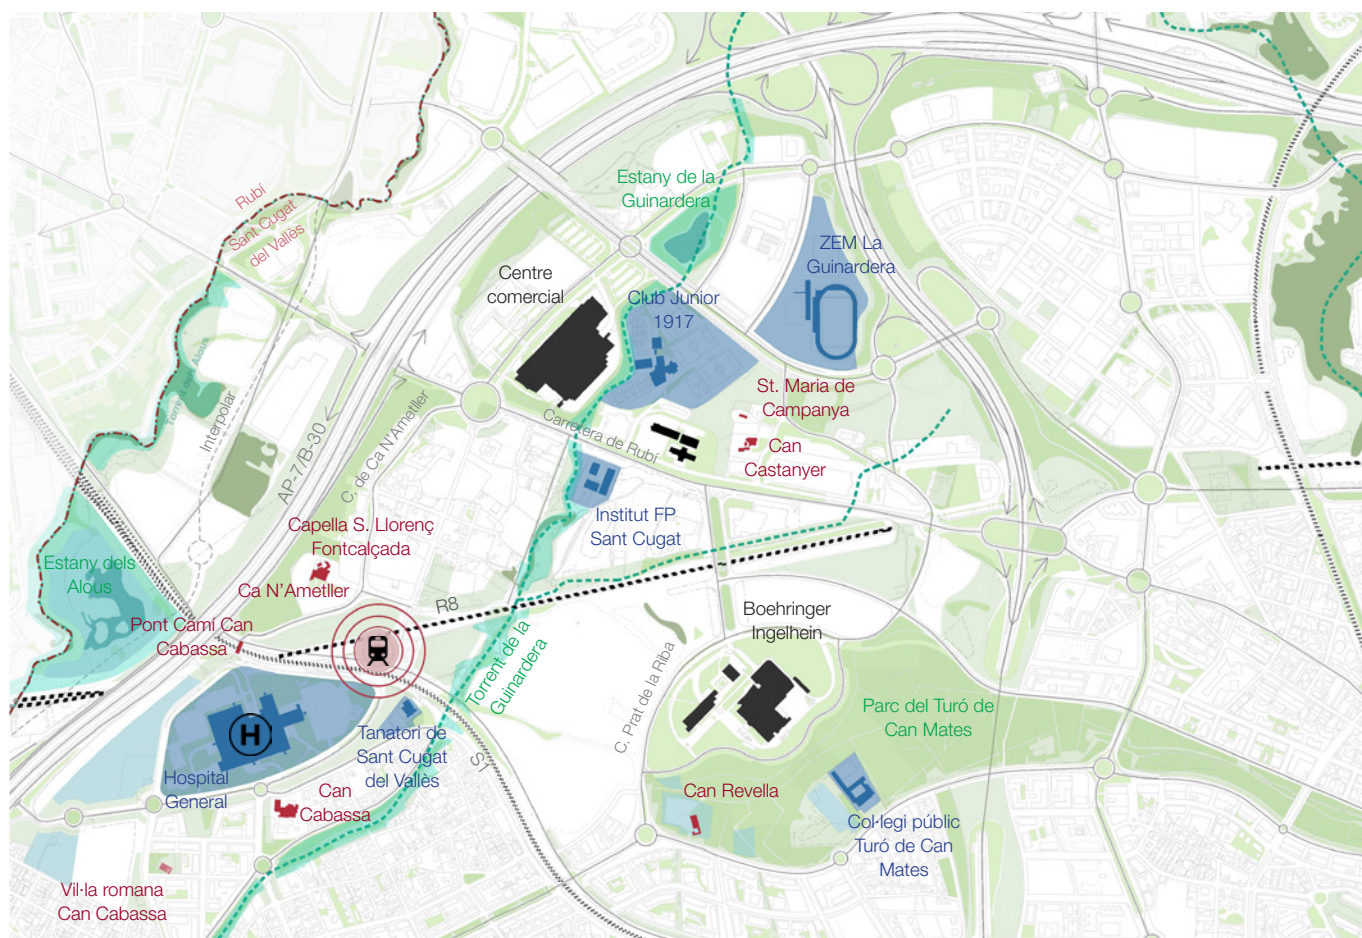 Estany de la
Guinardera
Rubí
Sant Cugat
del Vallès
ZEM La
Guinardera
Centre
comercial
Club Junior
1917
Torrent dels Alous
Interpolar
AP-7/B-30
C. de Ca N'Ametller
St. Maria de
Campanya
Carretera de Rubí
Can
Castanyer
Capella S. Llorenç
Fontcalçada
Institut FP
Sant Cugat
Estany dels
Alous
Ca N'Ametller
R8
Boehringer
Ingelhein
Pont Camí Can
Cabassa
Torrent de la
Guinardera
C. Prat de la Riba
Parc del Turó de
Can Mates
H
Tanatori de
Sant Cugat
del Vallès
S1
Hospital
General
Can
Cabassa
Can Revella
Col·legi públic
Turó de Can
Mates
Vil·la romana
Can Cabassa